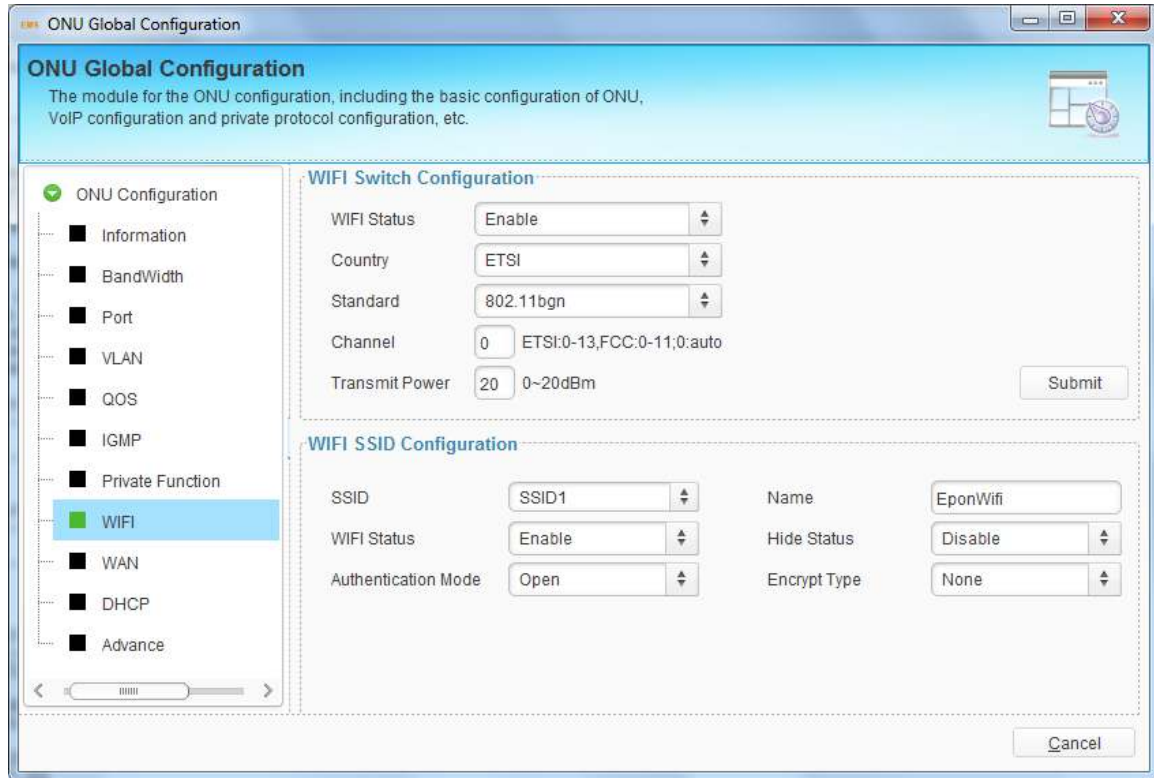 ONU Global Configuration
ONU Global Configuration
The module for the ONU configuration, including the basic configuration of ONU,
VoIP configuration and private protocol configuration, etc.
ONU Configuration
Information
BandWidth
Port
VLAN
QOS
IGMP
Private Function
WIFI
WAN
DHCP
Advance
WIFI Switch Configuration
WIFI Status Enable
Country ETSI
Standard 802.11bgn
Channel 0 ETSI:0-13,FCC:0-11;0:auto
Transmit Power 20 0~20dBm
Submit
WIFI SSID Configuration
SSID SSID1 Name EponWifi
WIFI Status Enable Hide Status Disable
Authentication Mode Open Encrypt Type None
Cancel